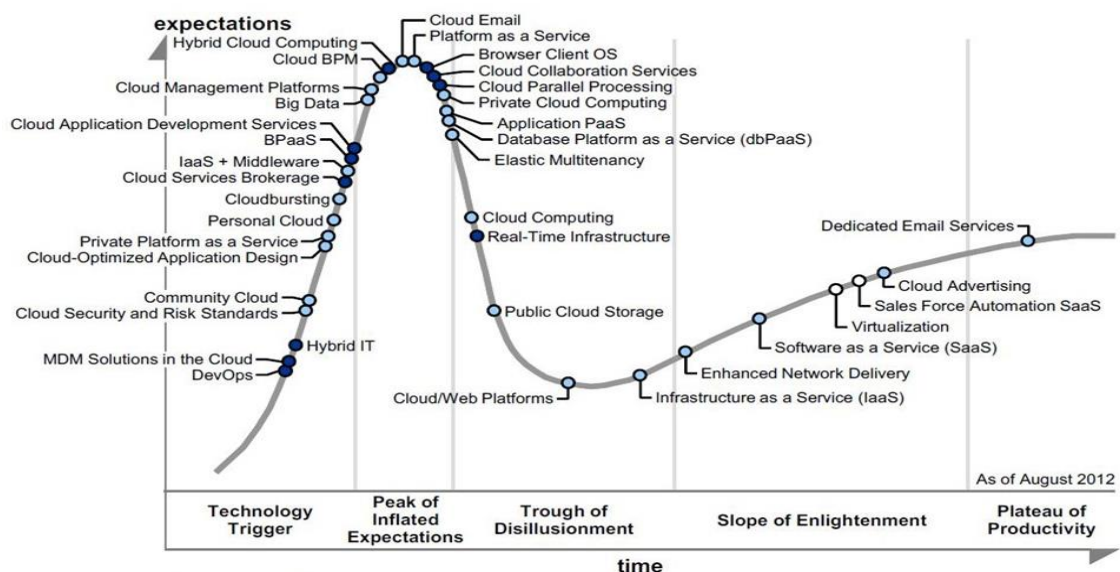 expectations
Cloud Email
Platform as a Service
Hybrid Cloud Computing
Cloud BPM
Browser Client OS
Cloud Collaboration Services
Cloud Management Platforms
Cloud Parallel Processing
Big Data
Private Cloud Computing
Cloud Application Development Services
Application PaaS
BPaaS
Database Platform as a Service (dbPaaS)
IaaS + Middleware
Elastic Multitenancy
Cloud Services Brokerage
Cloudbursting
Personal Cloud
Cloud Computing
Dedicated Email Services
Private Platform as a Service
Real-Time Infrastructure
Cloud-Optimized Application Design
Community Cloud
Cloud Advertising
Cloud Security and Risk Standards
Public Cloud Storage
Sales Force Automation SaaS
Virtualization
Hybrid IT
Software as a Service (SaaS)
MDM Solutions in the Cloud
DevOps
Enhanced Network Delivery
Cloud/Web Platforms
Infrastructure as a Service (IaaS)
As of August 2012
Technology
Trigger
Peak of
Inflated
Expectations
Trough of
Disillusionment
Slope of Enlightenment
Plateau of
Productivity
time